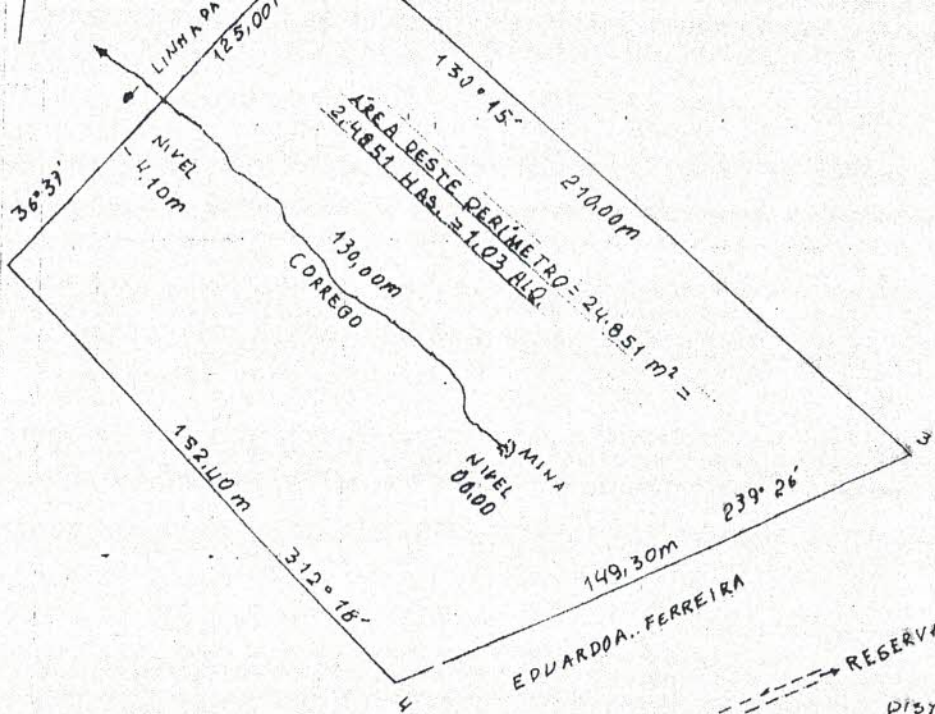 LINHA DA
125,00
130° 15'
210,00m
ÁREA DESTE PERÍMETRO = 24.851 m² =
2,4851 HAS. = 1,03 ALQ.
36° 37
NIVEL
- 4,10m
130,00m
CORREGO
MINA
NIVEL
00,00
3
152,40m
312° 18'
239° 26'
149,30m
EDUARDO A. FERREIRA
4
RESERVA
DIST